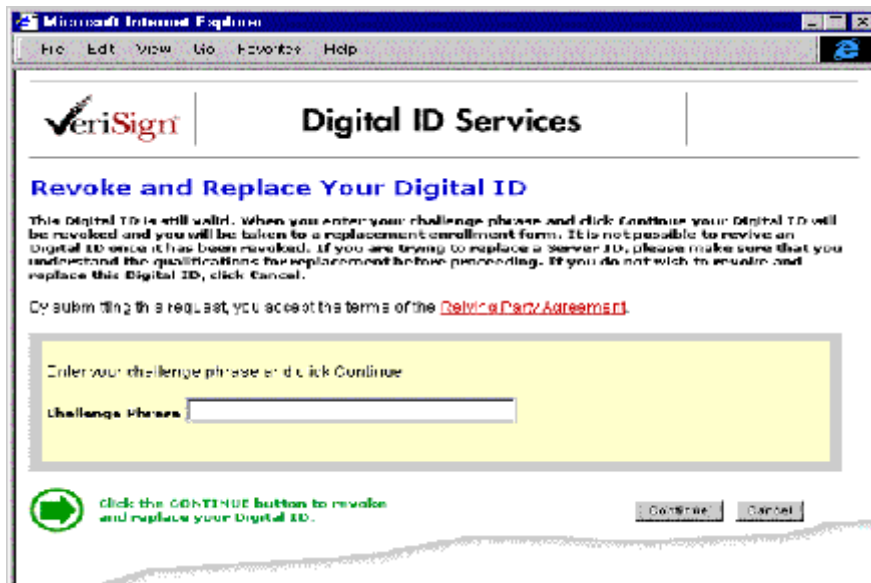 Microsoft Internet Explorer
File Edit View Go Favorites Help
VeriSign
Digital ID Services
Revoke and Replace Your Digital ID
This Digital ID is still valid. When you enter your challenge phrase and click Continue your Digital ID will
be revoked and you will be taken to a replacement enrollment form. It is not possible to revive an
Digital ID once it has been revoked. If you are trying to replace a Server ID, please make sure that you
understand the qualifications for replacement before proceeding. If you do not wish to revoke and
replace this Digital ID, click Cancel.
By submitting this request, you accept the terms of the Relying Party Agreement.
Enter your challenge phrase and click Continue
Challenge Phrase
Click the CONTINUE button to revoke
and replace your Digital ID.
Continue Cancel